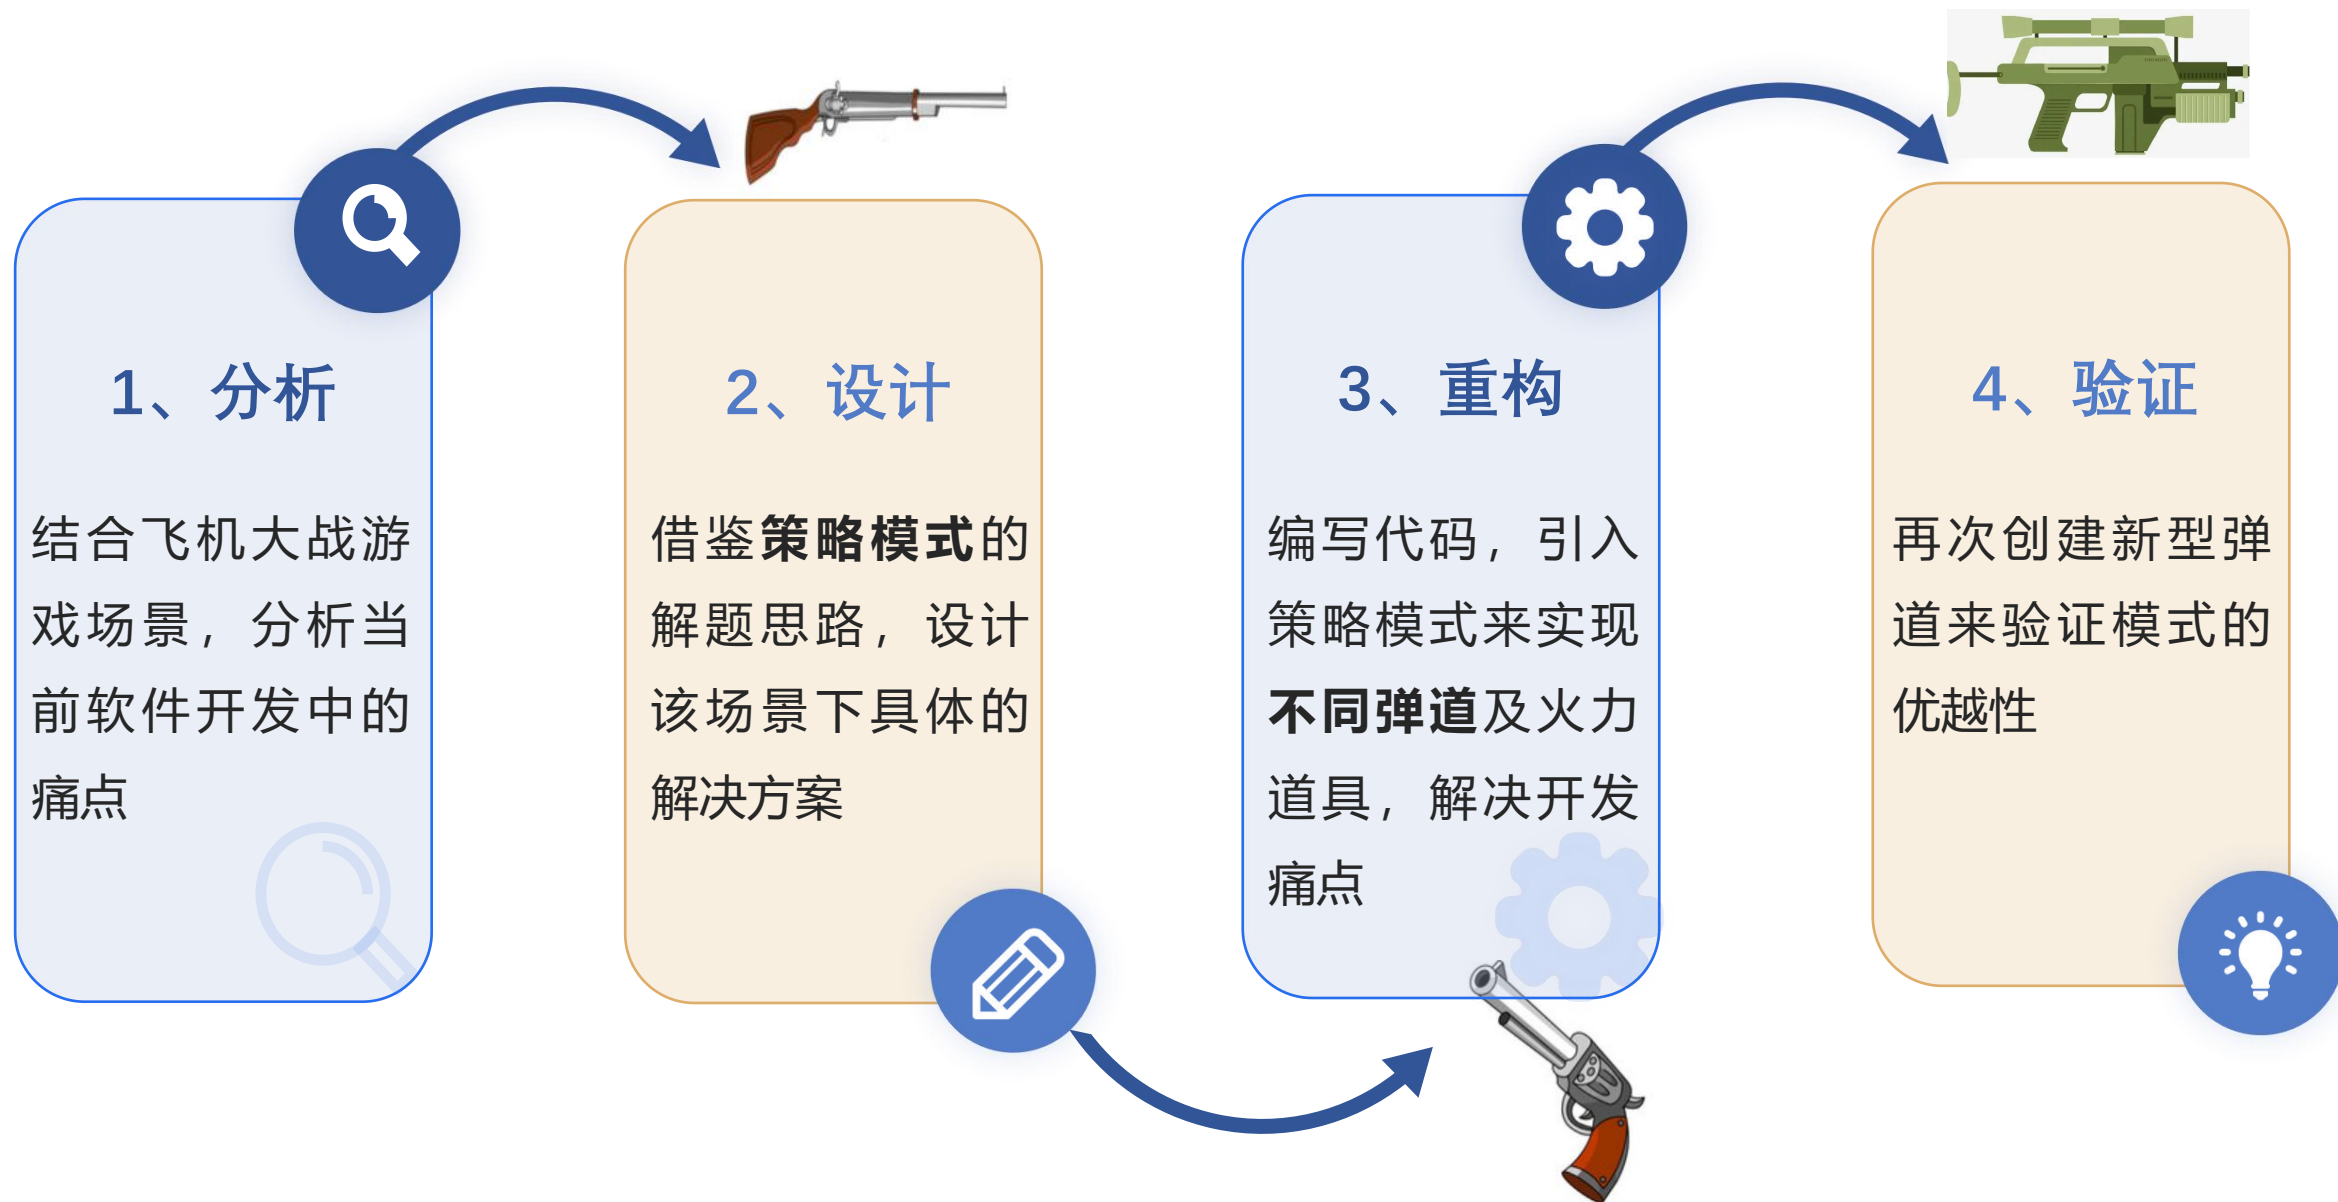 1、分析
结合飞机大战游
戏场景，分析当
前软件开发中的
痛点
2、设计
借鉴策略模式的
解题思路，设计
该场景下具体的
解决方案
3、重构
编写代码，引入
策略模式来实现
不同弹道及火力
道具，解决开发
痛点
4、验证
再次创建新型弹
道来验证模式的
优越性